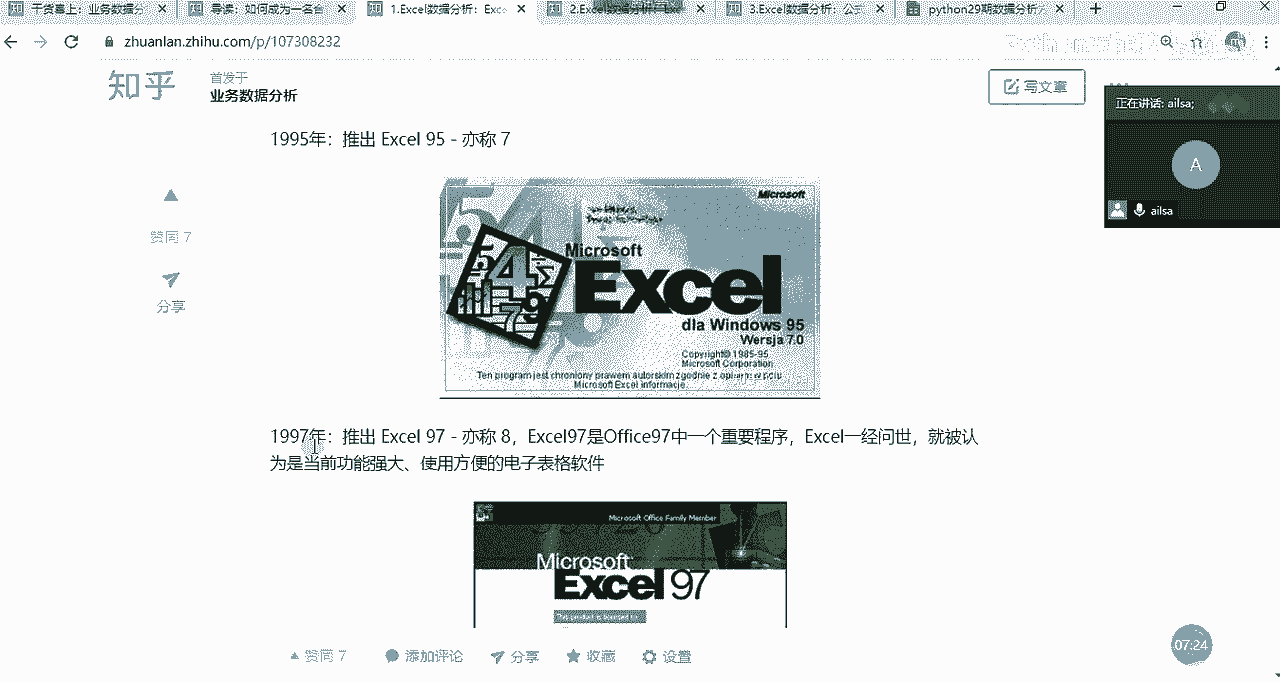 干货奉上：业务数据分
导读：如何成为一名合
1.Excel数据分析：Exc
2.Excel数据分析：Exc
3.Excel数据分析：公式
python29期数据分析
zhuanlan.zhihu.com/p/107308232
知乎
首发于
业务数据分析
写文章
正在讲话: ailsa;
A
ailsa
1995年：推出 Excel 95 - 亦称 7
赞同 7
分享
Microsoft
Microsoft
Excel
dla Windows 95
Wersja 7.0
Copyright© 1985-95
Microsoft Corporation
Ten program jest chroniony prawem autorskim zgodnie z opisem w polu
Microsoft Excel informacje.
1997年：推出 Excel 97 - 亦称 8，Excel97是Office97中一个重要程序，Excel一经问世，就被认
为是当前功能强大、使用方便的电子表格软件
Microsoft Office Family Member
Microsoft
Excel 97
赞同 7
添加评论
分享
收藏
设置
07:24